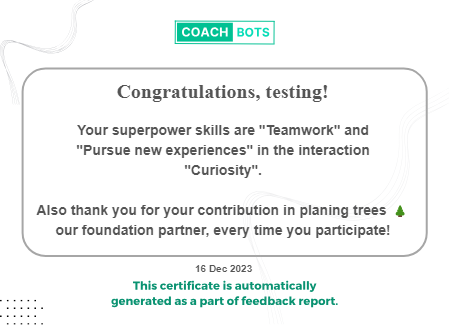 COACH BOTS
Congratulations, testing!
Your superpower skills are "Teamwork" and
"Pursue new experiences" in the interaction
"Curiosity".
Also thank you for your contribution in planing trees 🌲
our foundation partner, every time you participate!
16 Dec 2023
This certificate is automatically
generated as a part of feedback report.